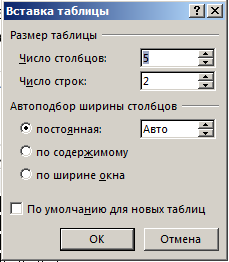 Вставка таблицы
Размер таблицы
Число столбцов: 5
Число строк: 2
Автоподбор ширины столбцов
постоянная: Авто
по содержимому
по ширине окна
По умолчанию для новых таблиц
ОК Отмена